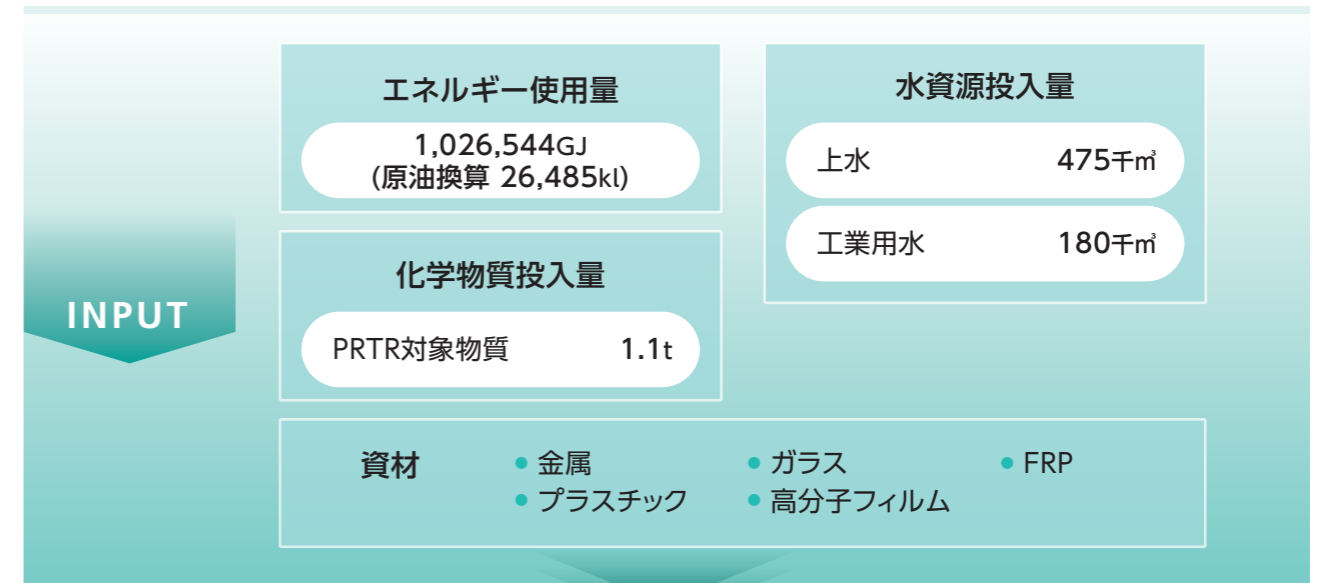 INPUT
エネルギー使用量
1,026,544GJ
(原油換算 26,485kl)
化学物質投入量
PRTR対象物質 1.1t
水資源投入量
上水 475千㎥
工業用水 180千㎥
資材
● 金属 ● ガラス ● FRP
● プラスチック ● 高分子フィルム